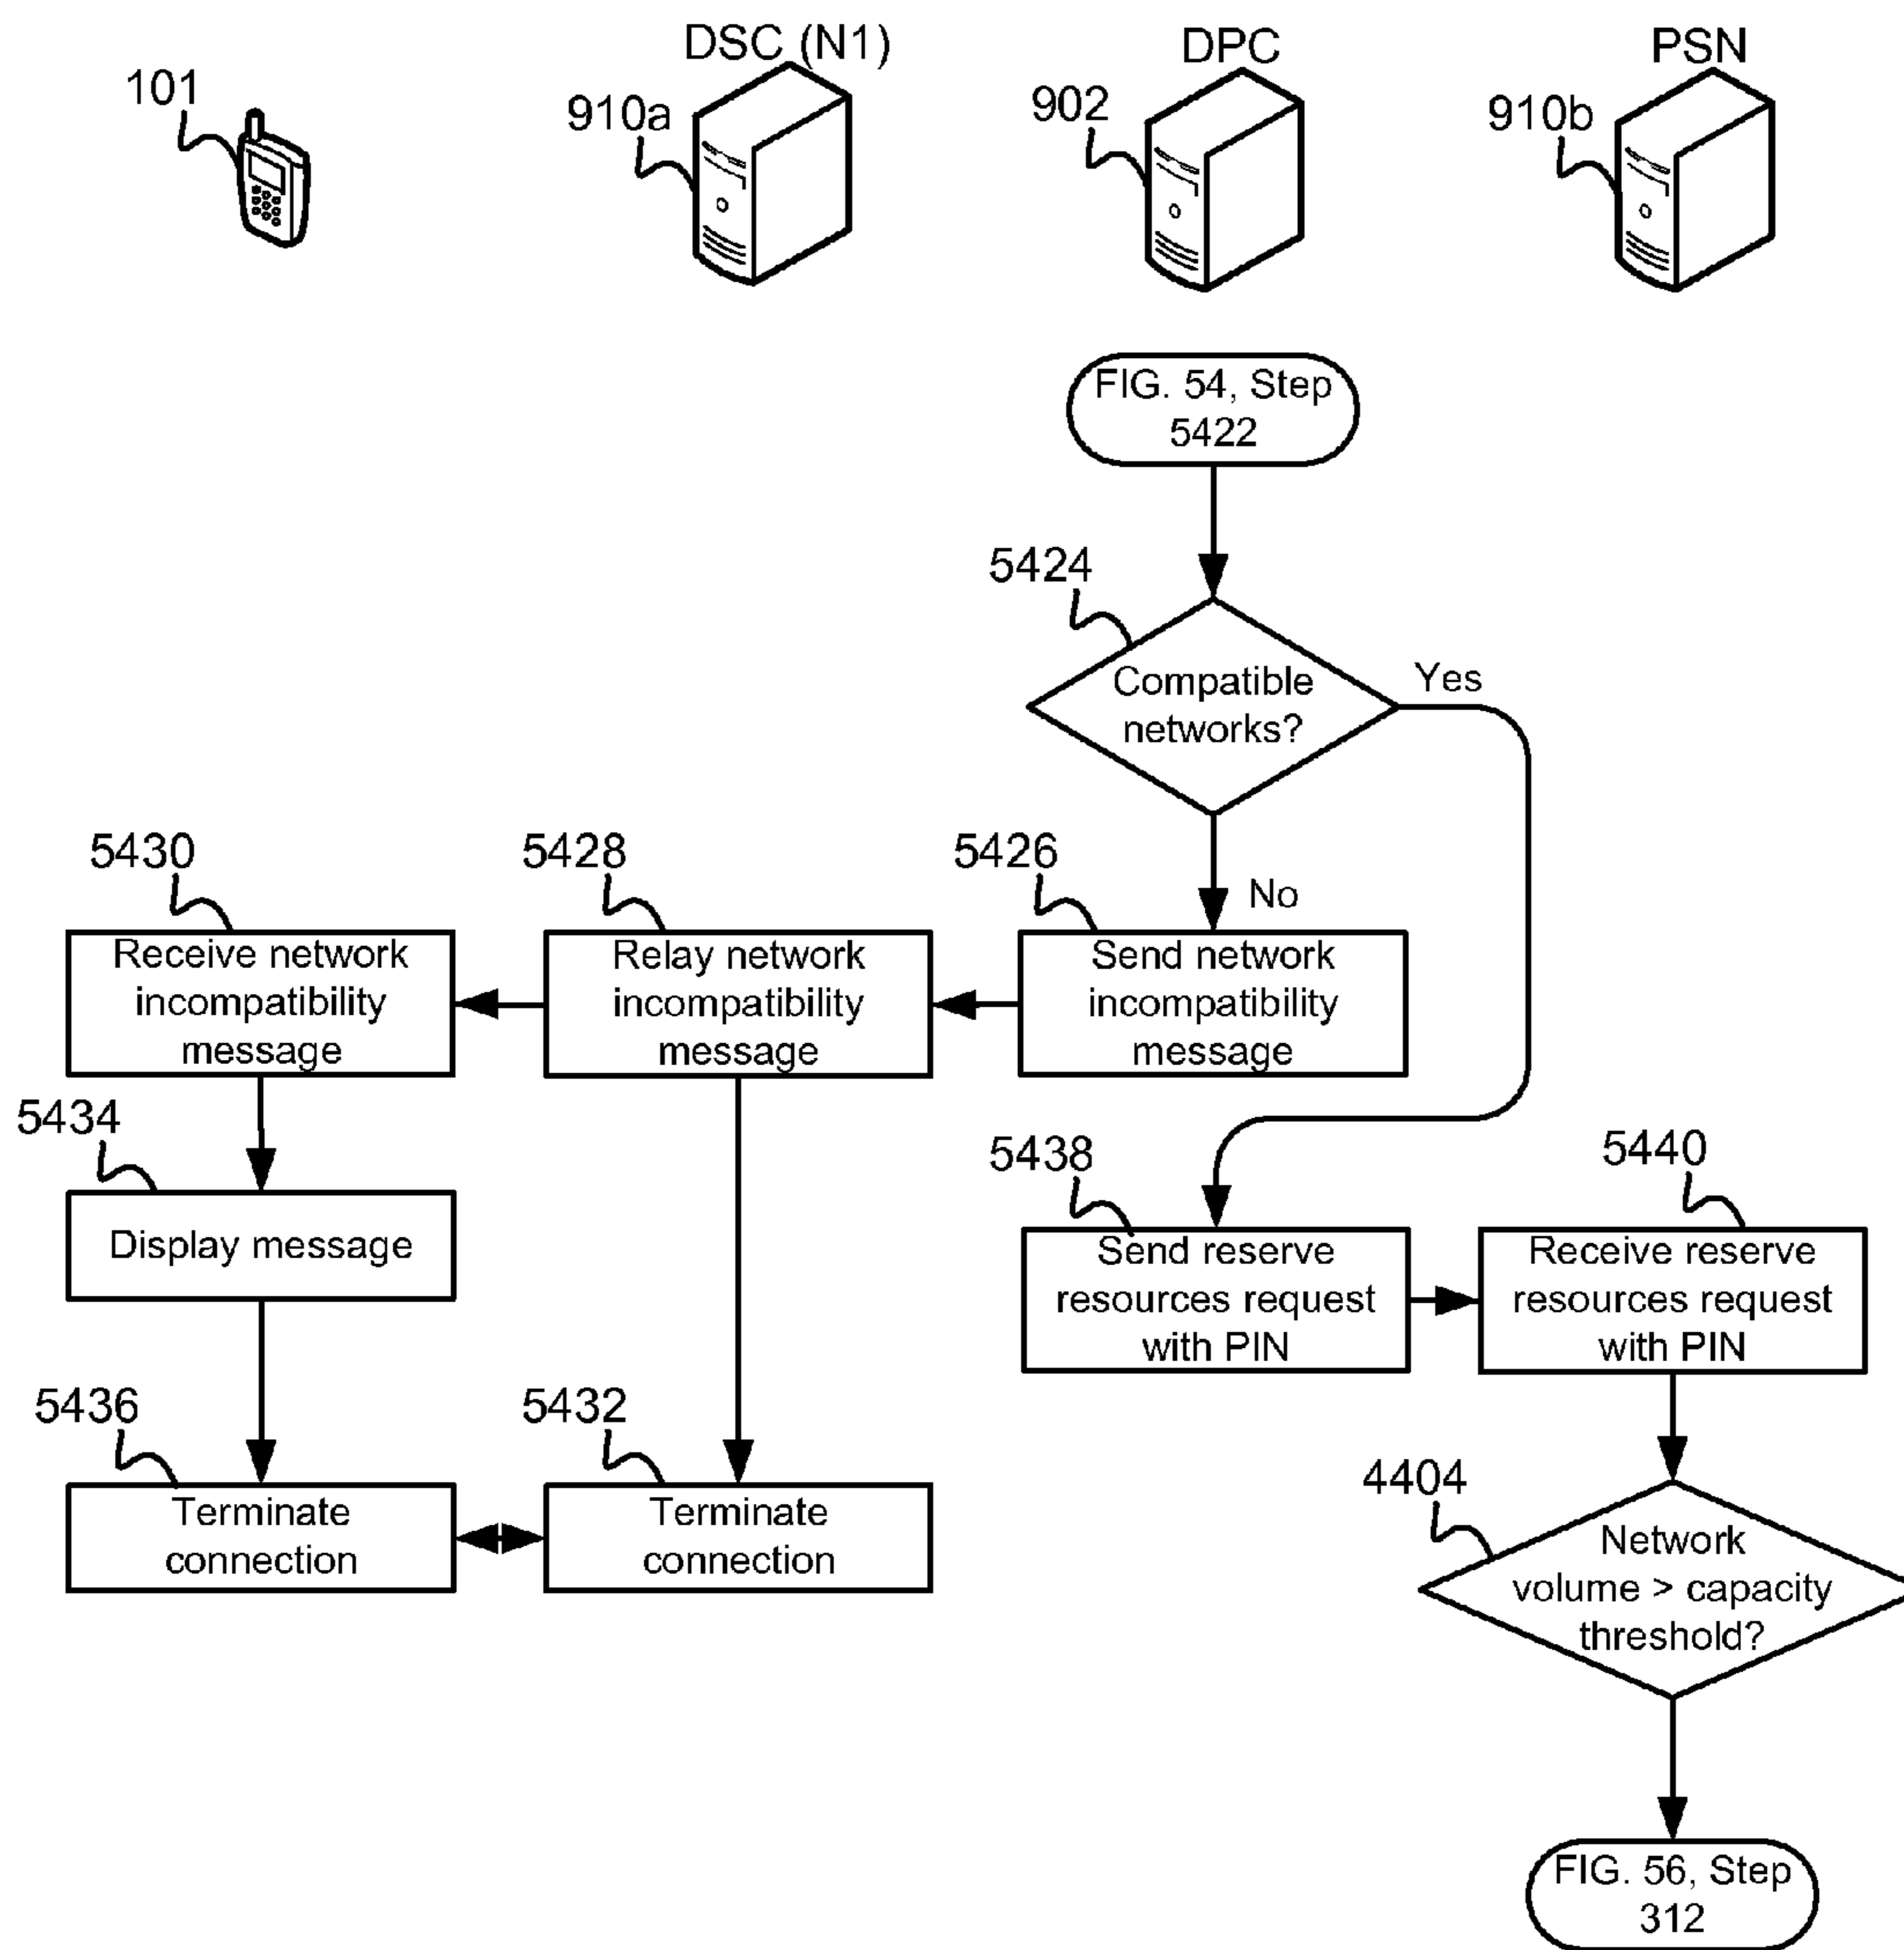 DSC (N1)
DPC
PSN
101
910a
902
910b
FIG. 54, Step
5422
5424
Compatible
networks?
Yes
No
5430
5428
5426
Receive network
incompatibility
message
Relay network
incompatibility
message
Send network
incompatibility
message
5434
Display message
5438
5440
Send reserve
resources request
with PIN
Receive reserve
resources request
with PIN
5436
5432
Terminate
connection
Terminate
connection
4404
Network
volume > capacity
threshold?
FIG. 56, Step
312